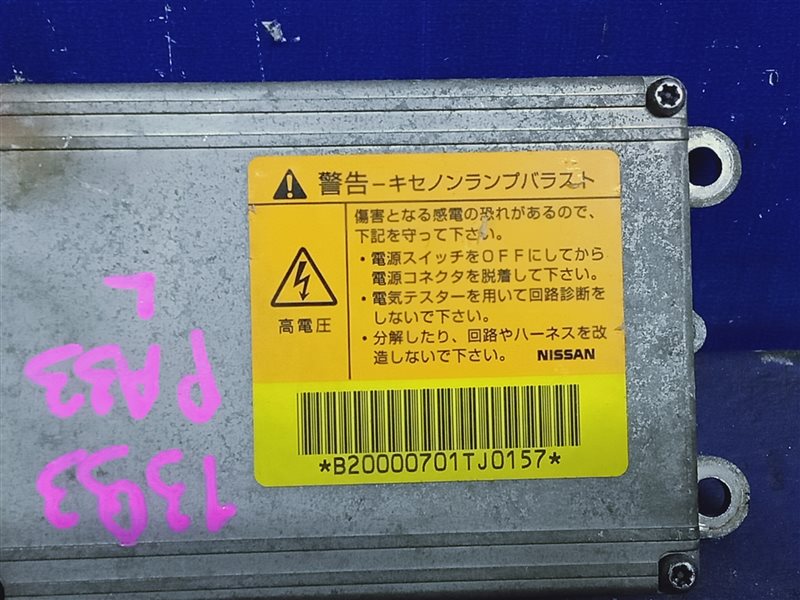 警告－キセノンランプバラスト
高電圧
傷害となる感電の恐れがあるので、
下記を守って下さい。
・電源スイッチをOFFにしてから
電源コネクタを脱着して下さい。
・電気テスターを用いて回路診断を
しないで下さい。
・分解したり、回路やハーネスを改
造しないで下さい。 NISSAN
*B20000701TJ0157*
L
PA33
1393